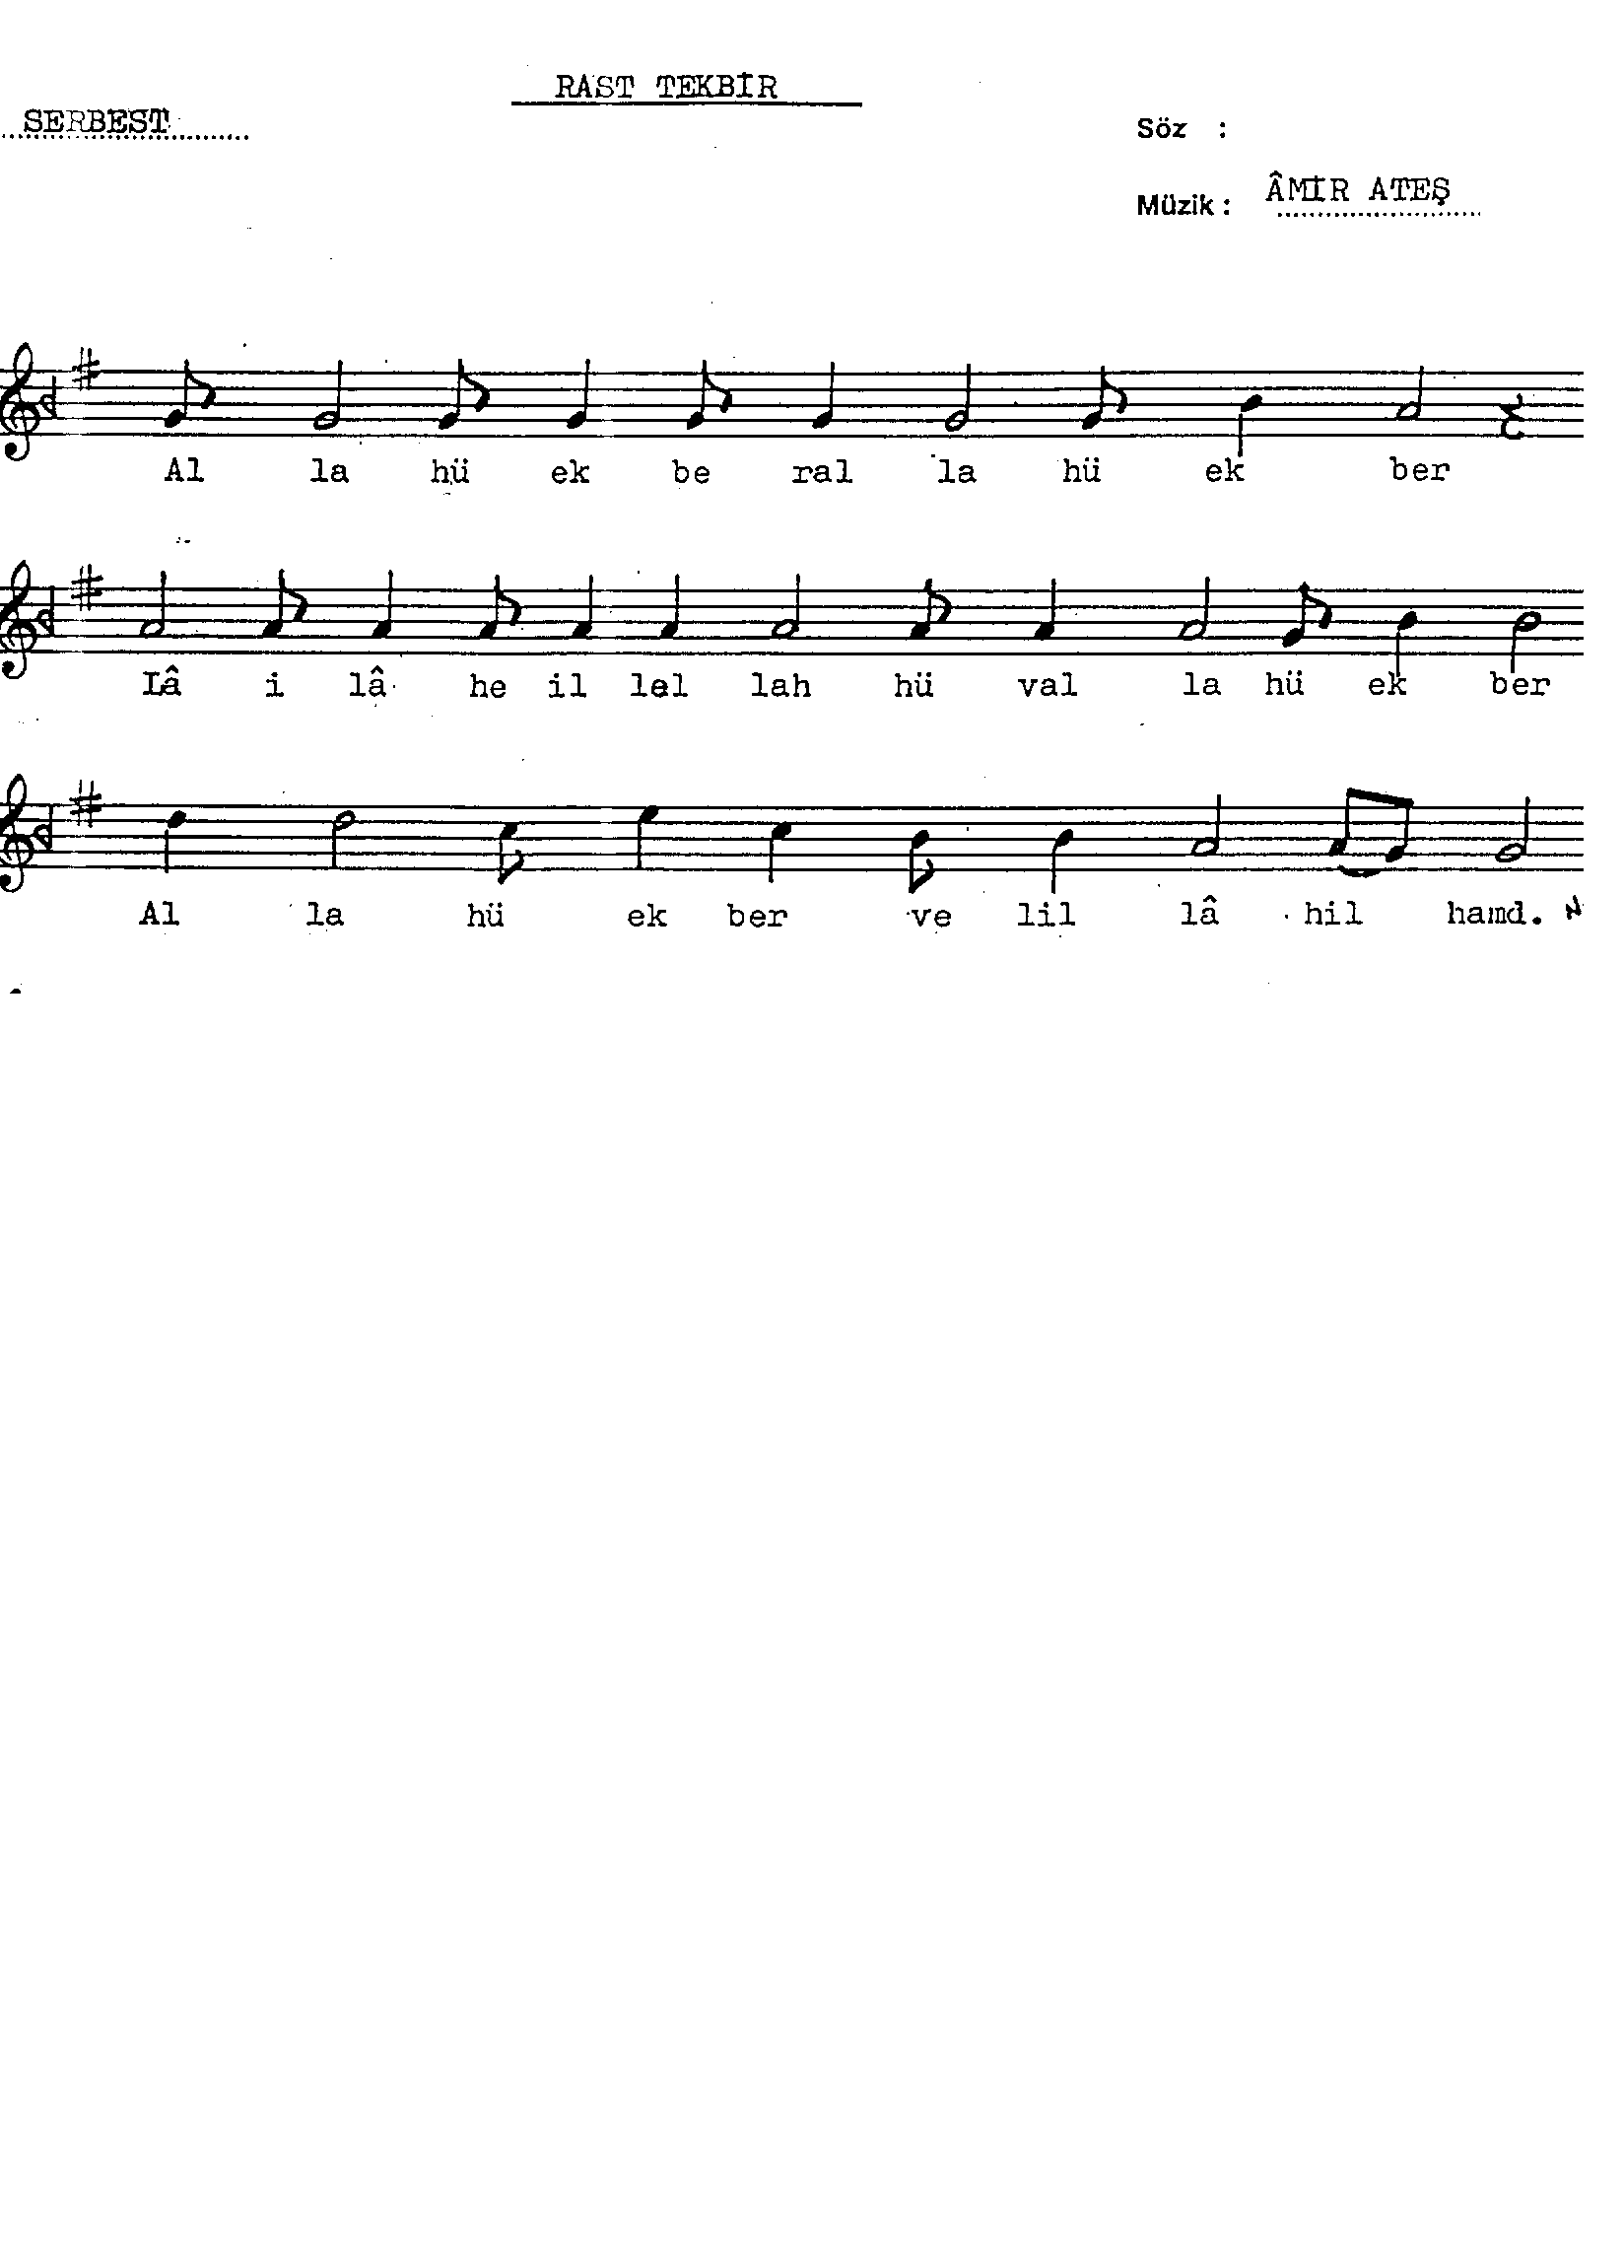 RAST TEKBİR
SERBEST
Söz :
Müzik : ÂMİR ATEŞ
Al la hü ek be ral la hü ek ber
Lâ i lâ he il lel lah hü val la hü ek ber
Al la hü ek ber ve lil lâ hil hamd.